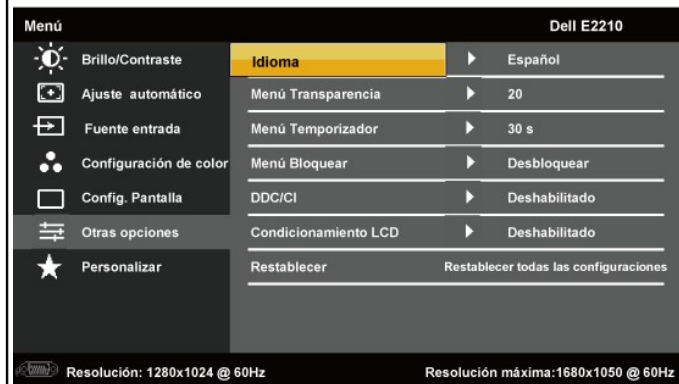 Menú Dell E2210
Brillo/Contraste Idioma Español
Ajuste automático Menú Transparencia 20
Fuente entrada Menú Temporizador 30 s
Configuración de color Menú Bloquear Desbloquear
Config. Pantalla DDC/CI Deshabilitado
Otras opciones Condicionamiento LCD Deshabilitado
Personalizar Restablecer Restablecer todas las configuraciones
Resolución: 1280x1024 @ 60Hz Resolución máxima:1680x1050 @ 60Hz